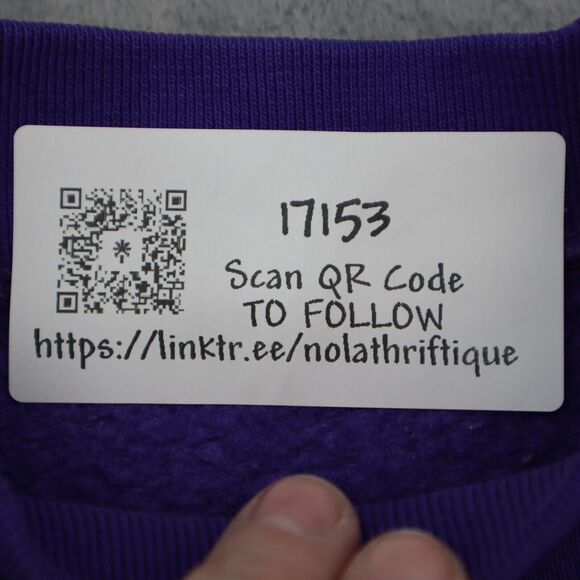 17153
Scan QR Code
TO FOLLOW
https://linktr.ee/nolathriftique